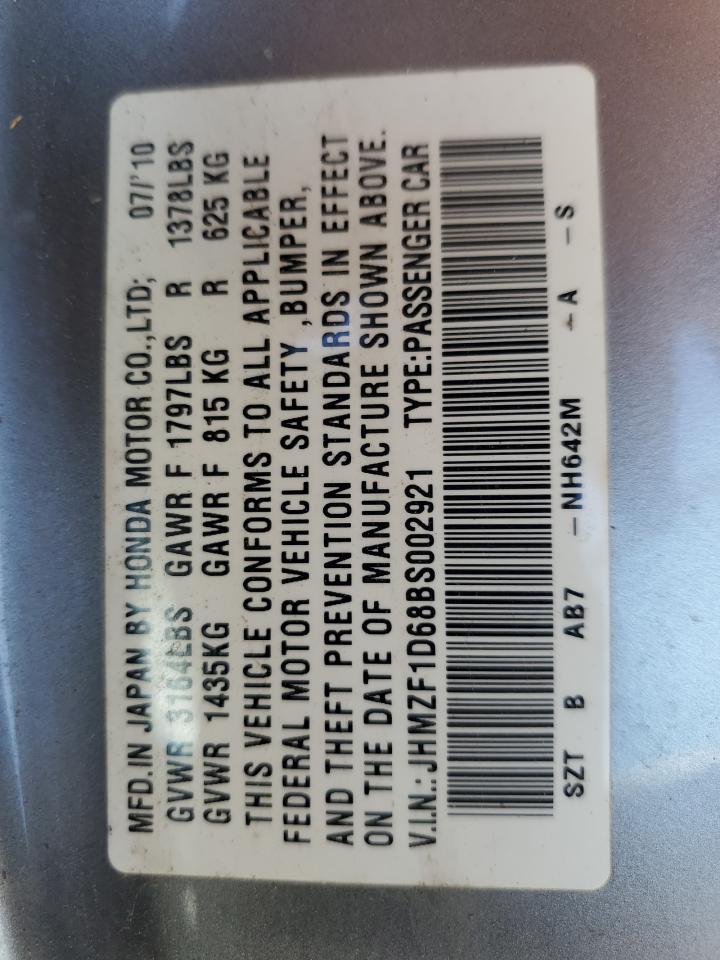 MFD.IN JAPAN BY HONDA MOTOR CO.,LTD; 07/'10
GVWR 3164LBS GAWR F 1797LBS R 1378LBS
GVWR 1435KG GAWR F 815 KG R 625 KG
THIS VEHICLE CONFORMS TO ALL APPLICABLE
FEDERAL MOTOR VEHICLE SAFETY ,BUMPER,
AND THEFT PREVENTION STANDARDS IN EFFECT
ON THE DATE OF MANUFACTURE SHOWN ABOVE.
V.I.N.: JHMZF1D68BS002921 TYPE:PASSENGER CAR
SZT B AB7 -NH642M -A -S